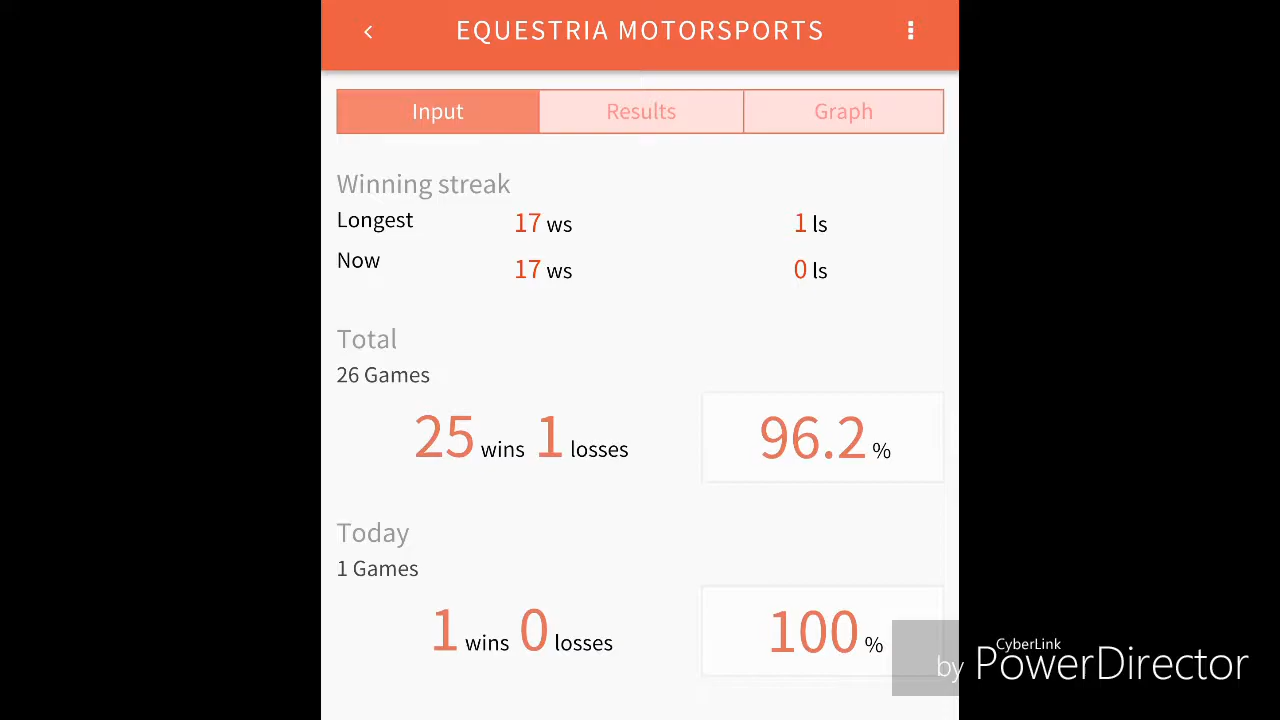 EQUESTRIA MOTORSPORTS
Input Results Graph
Winning streak
Longest 17 ws 1 ls
Now 17 ws 0 ls
Total
26 Games
25 wins 1 losses 96.2 %
Today
1 Games
1 wins 0 losses 100 %
CyberLink
by PowerDirector